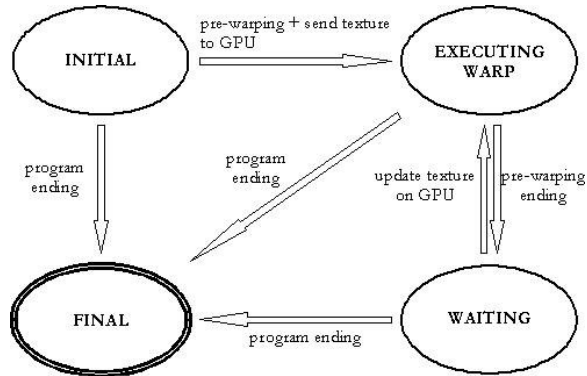 pre-warping + send texture
to GPU
INITIAL
EXECUTING
WARP
program
ending
program
ending
update texture
on GPU
pre-warping
ending
FINAL
program ending
WAITING